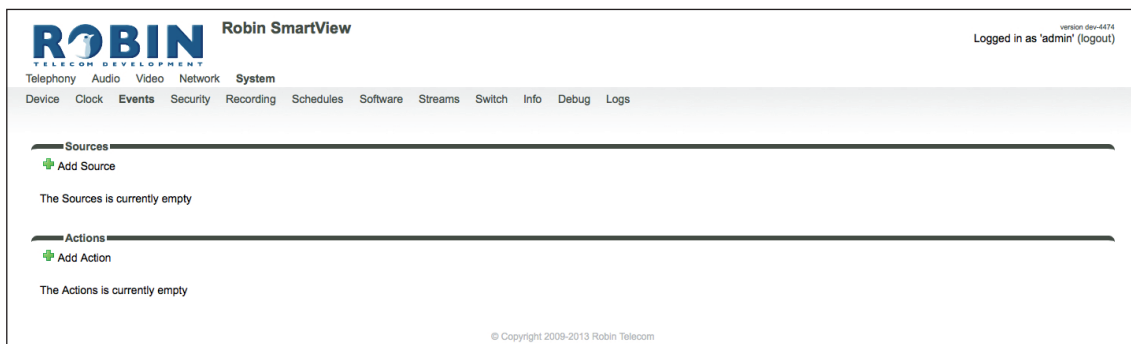 ROBIN
TELECOM DEVELOPMENT
Robin SmartView
version dev-4474
Logged in as 'admin' (logout)
Telephony Audio Video Network System
Device Clock Events Security Recording Schedules Software Streams Switch Info Debug Logs
Sources
Add Source
The Sources is currently empty
Actions
Add Action
The Actions is currently empty
© Copyright 2009-2013 Robin Telecom